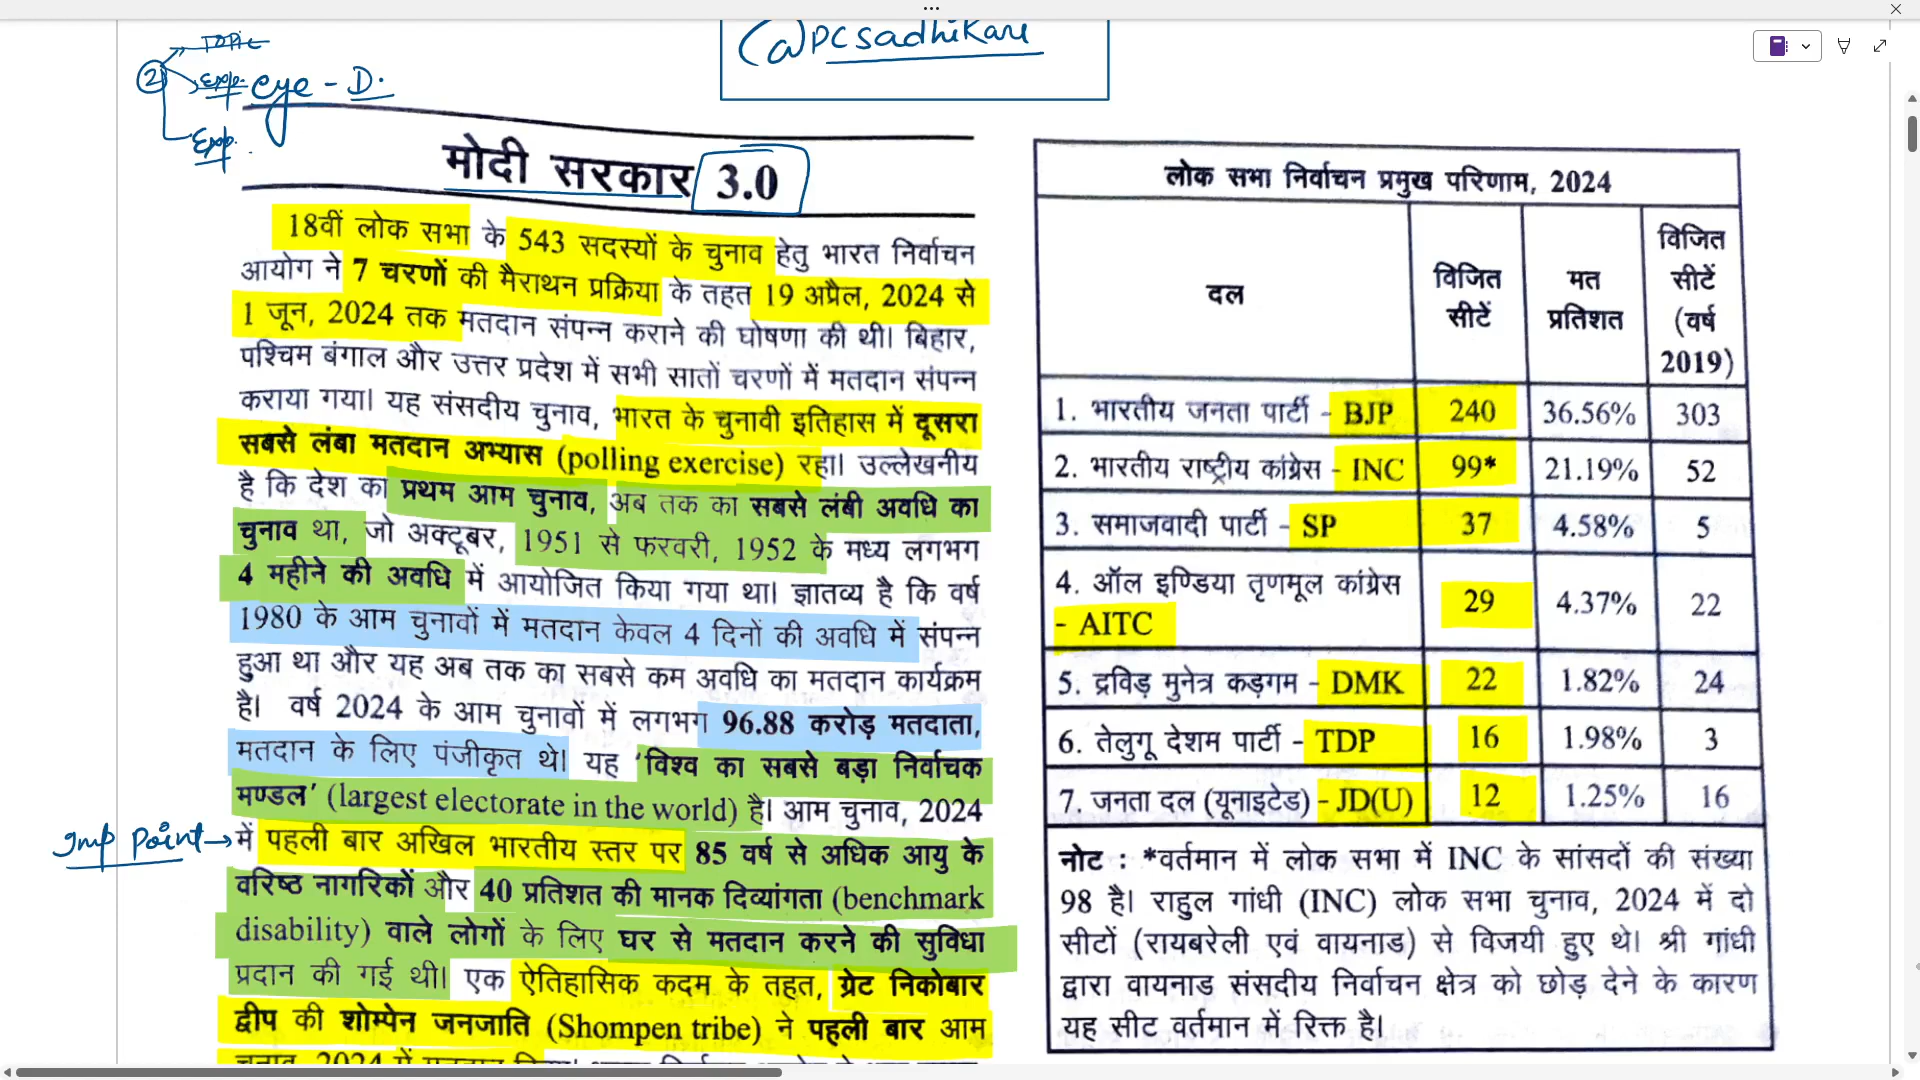 @PCsadhikari
② Topic
Exp. eye - D.
Exp.
मोदी सरकार 3.0
18वीं लोक सभा के 543 सदस्यों के चुनाव हेतु भारत निर्वाचन
आयोग ने 7 चरणों की मैराथन प्रक्रिया के तहत 19 अप्रैल, 2024 से
1 जून, 2024 तक मतदान संपन्न कराने की घोषणा की थी। बिहार,
पश्चिम बंगाल और उत्तर प्रदेश में सभी सातों चरणों में मतदान संपन्न
कराया गया। यह संसदीय चुनाव, भारत के चुनावी इतिहास में दूसरा
सबसे लंबा मतदान अभ्यास (polling exercise) रहा। उल्लेखनीय
है कि देश का प्रथम आम चुनाव, अब तक का सबसे लंबी अवधि का
चुनाव था, जो अक्टूबर, 1951 से फरवरी, 1952 के मध्य लगभग
4 महीने की अवधि में आयोजित किया गया था। ज्ञातव्य है कि वर्ष
1980 के आम चुनावों में मतदान केवल 4 दिनों की अवधि में संपन्न
हुआ था और यह अब तक का सबसे कम अवधि का मतदान कार्यक्रम
है। वर्ष 2024 के आम चुनावों में लगभग 96.88 करोड़ मतदाता,
मतदान के लिए पंजीकृत थे। यह 'विश्व का सबसे बड़ा निर्वाचक
मण्डल' (largest electorate in the world) है। आम चुनाव, 2024
Imp Point → में पहली बार अखिल भारतीय स्तर पर 85 वर्ष से अधिक आयु के
वरिष्ठ नागरिकों और 40 प्रतिशत की मानक दिव्यांगता (benchmark
disability) वाले लोगों के लिए घर से मतदान करने की सुविधा
प्रदान की गई थी। एक ऐतिहासिक कदम के तहत, ग्रेट निकोबार
द्वीप की शोम्पेन जनजाति (Shompen tribe) ने पहली बार आम
चुनाव, 2024 में मतदान किया।
लोक सभा निर्वाचन प्रमुख परिणाम, 2024
दल विजित सीटें मत प्रतिशत विजित सीटें (वर्ष 2019)
1. भारतीय जनता पार्टी - BJP 240 36.56% 303
2. भारतीय राष्ट्रीय कांग्रेस - INC 99* 21.19% 52
3. समाजवादी पार्टी - SP 37 4.58% 5
4. ऑल इण्डिया तृणमूल कांग्रेस
- AITC 29 4.37% 22
5. द्रविड़ मुनेत्र कड़गम - DMK 22 1.82% 24
6. तेलुगू देशम पार्टी - TDP 16 1.98% 3
7. जनता दल (यूनाइटेड) - JD(U) 12 1.25% 16
नोट : *वर्तमान में लोक सभा में INC के सांसदों की संख्या
98 है। राहुल गांधी (INC) लोक सभा चुनाव, 2024 में दो
सीटों (रायबरेली एवं वायनाड) से विजयी हुए थे। श्री गांधी
द्वारा वायनाड संसदीय निर्वाचन क्षेत्र को छोड़ देने के कारण
यह सीट वर्तमान में रिक्त है।